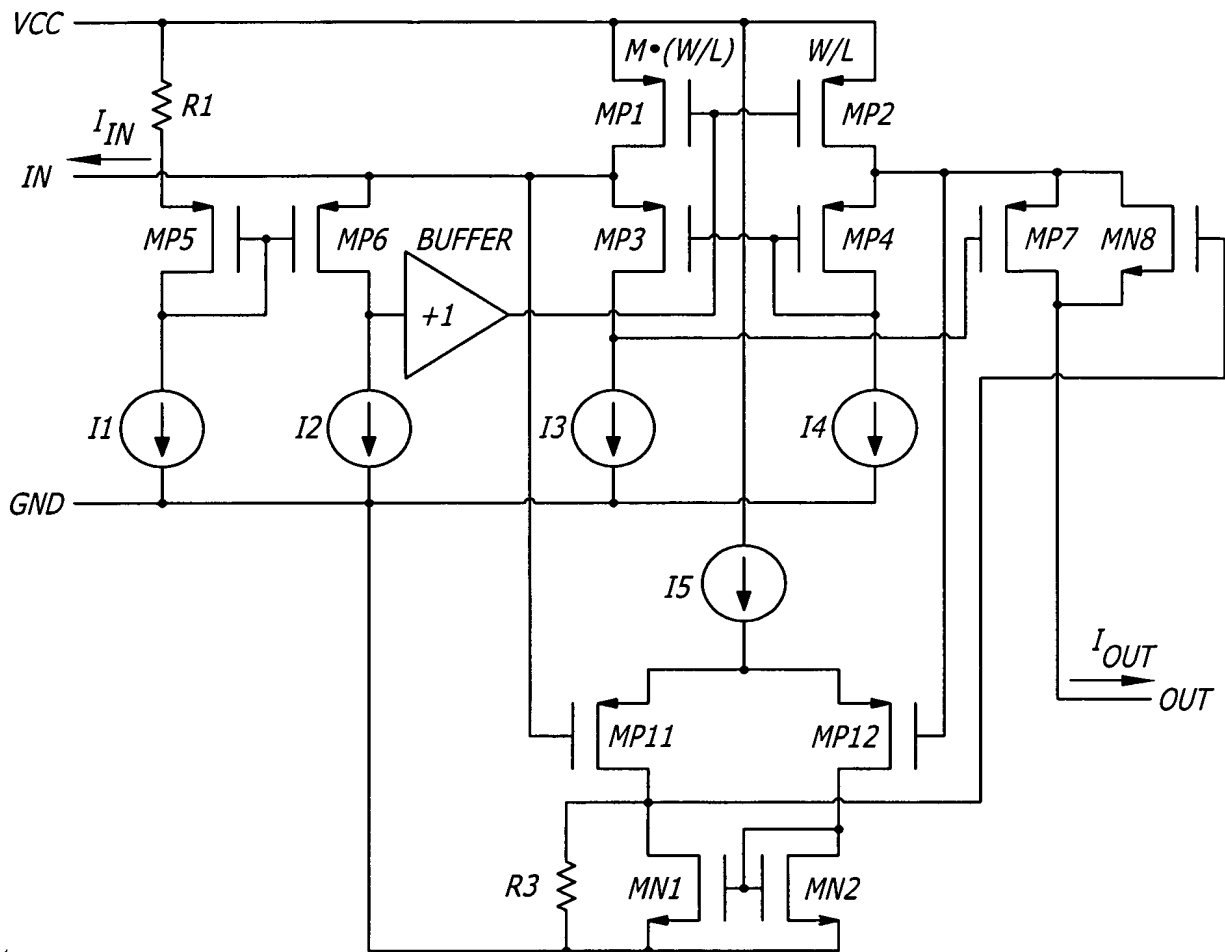 VCC
M•(W/L) W/L
R1 MP1 MP2
I_IN
IN
MP5 MP6 BUFFER MP3 MP4 MP7 MN8
+1
I1 I2 I3 I4
GND
I5
I_OUT
OUT
MP11 MP12
R3 MN1 MN2